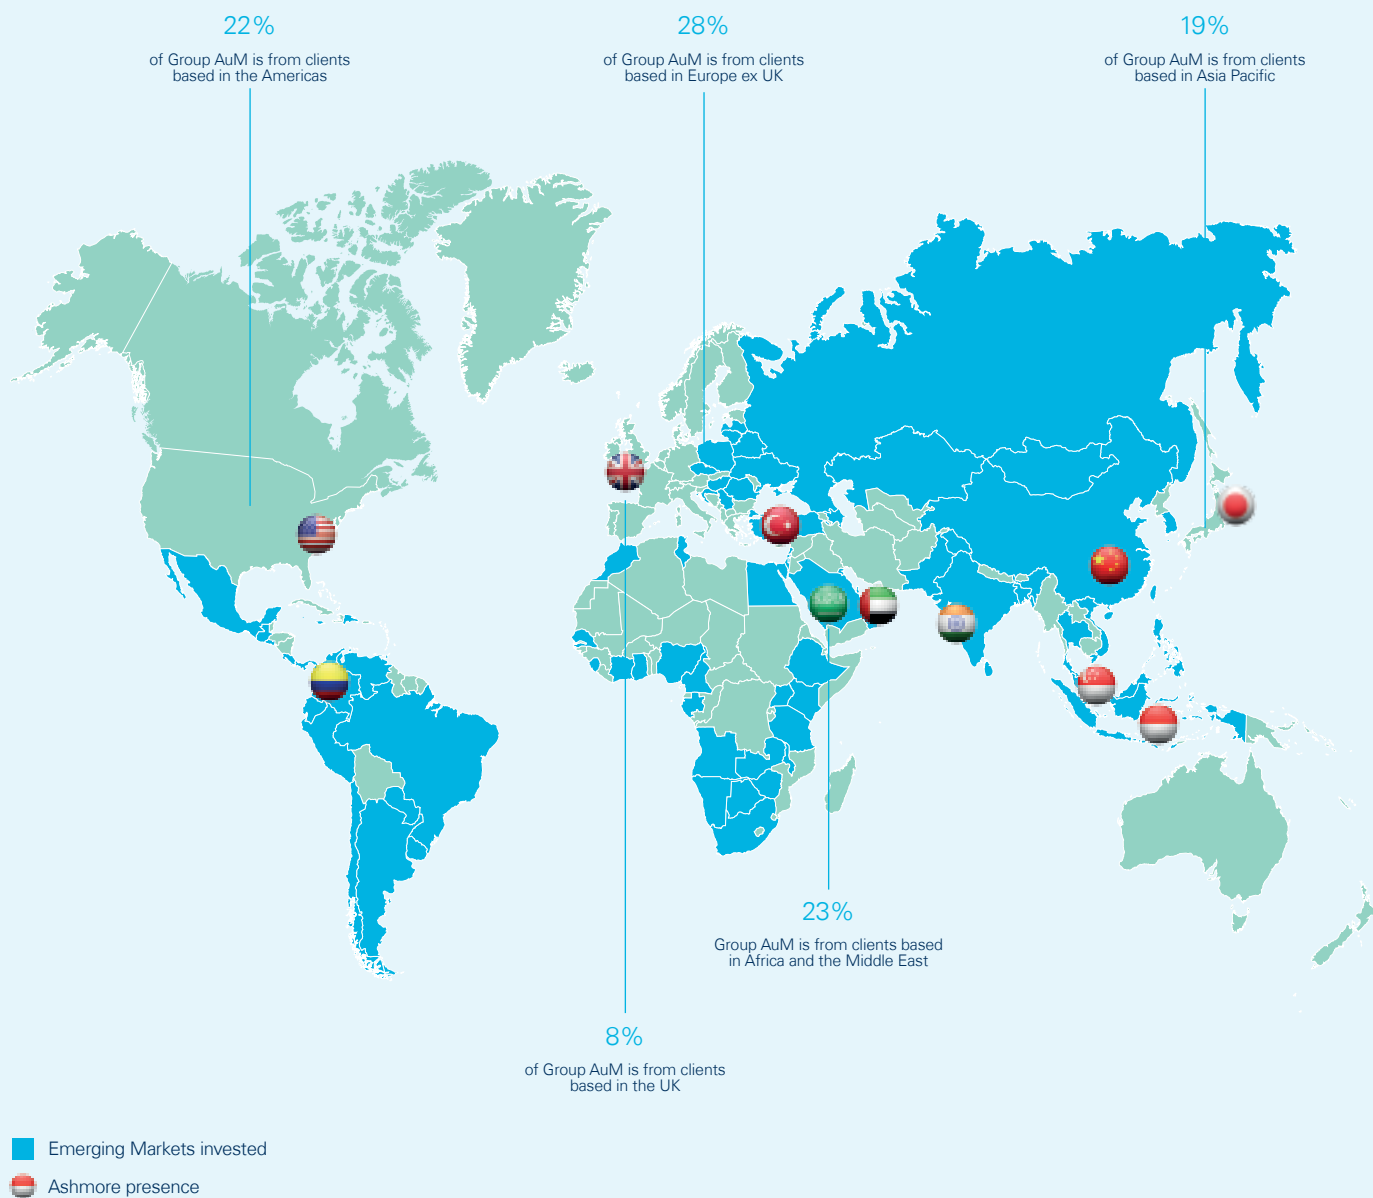 22%
of Group AuM is from clients
based in the Americas
28%
of Group AuM is from clients
based in Europe ex UK
19%
of Group AuM is from clients
based in Asia Pacific
23%
Group AuM is from clients based
in Africa and the Middle East
8%
of Group AuM is from clients
based in the UK
Emerging Markets invested
Ashmore presence